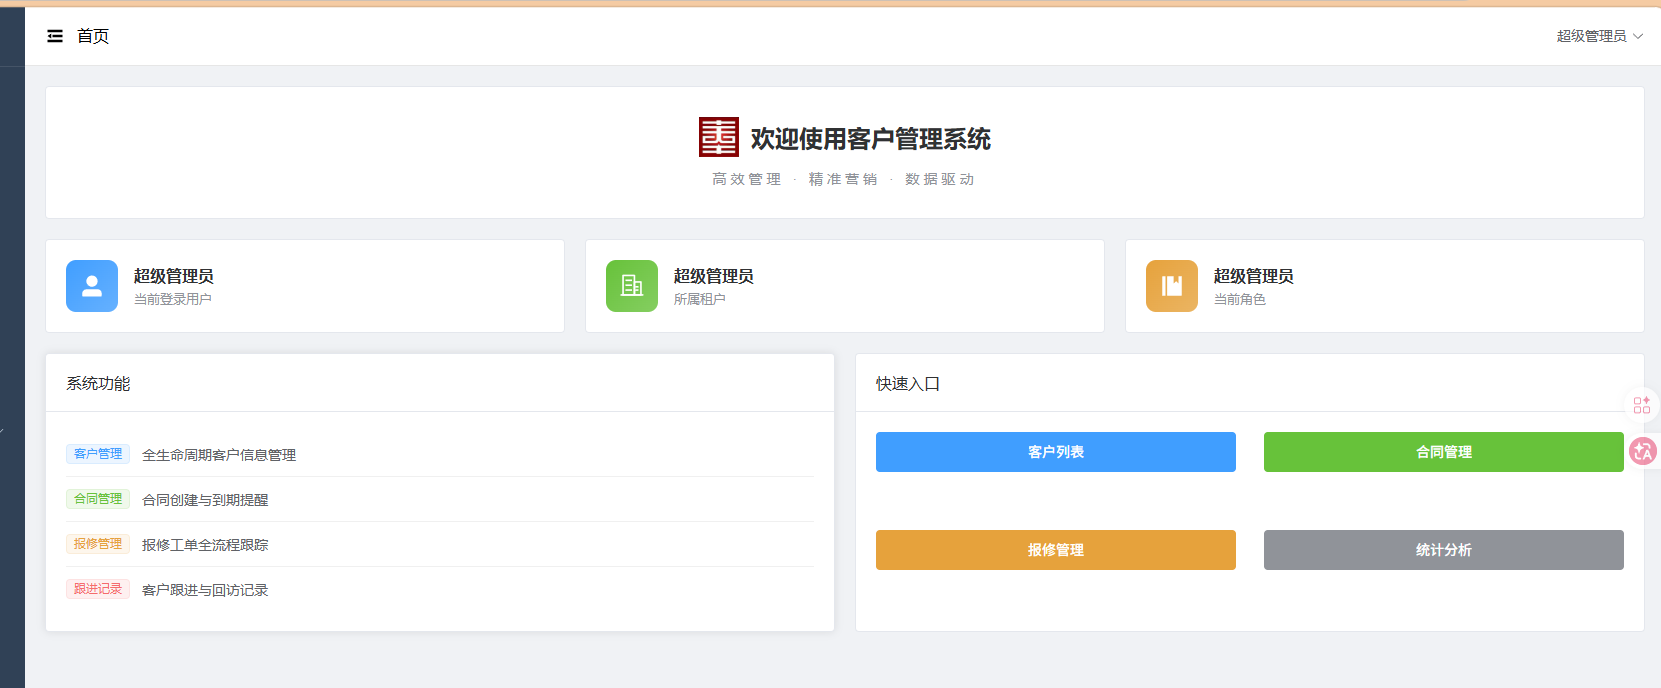 首页
超级管理员
欢迎使用客户管理系统
高效管理 · 精准营销 · 数据驱动
超级管理员
当前登录用户
超级管理员
所属租户
超级管理员
当前角色
系统功能
客户管理 全生命周期客户信息管理
合同管理 合同创建与到期提醒
报修管理 报修工单全流程跟踪
跟进记录 客户跟进与回访记录
快速入口
客户列表
合同管理
报修管理
统计分析